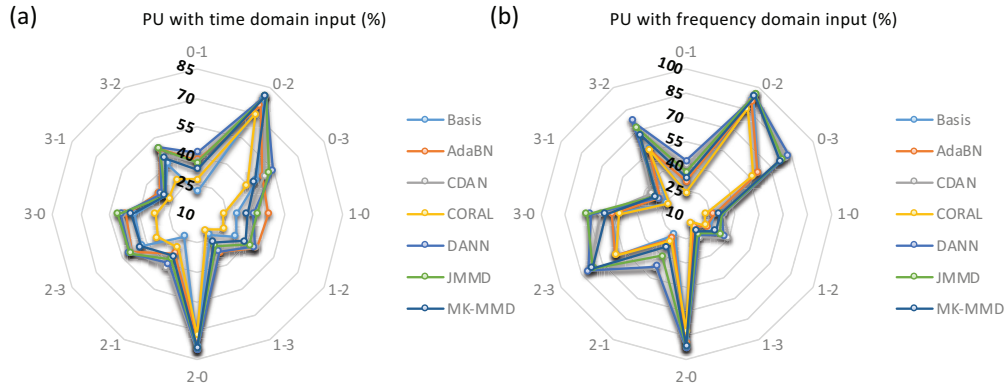 (a)
PU with time domain input (%)
0-1
0-2
0-3
1-0
1-2
1-3
2-0
2-1
2-3
3-0
3-1
3-2
85
70
55
40
25
10
Basis
AdaBN
CDAN
CORAL
DANN
JMMD
MK-MMD
(b)
PU with frequency domain input (%)
0-1
0-2
0-3
1-0
1-2
1-3
2-0
2-1
2-3
3-0
3-1
3-2
100
85
70
55
40
25
10
Basis
AdaBN
CDAN
CORAL
DANN
JMMD
MK-MMD